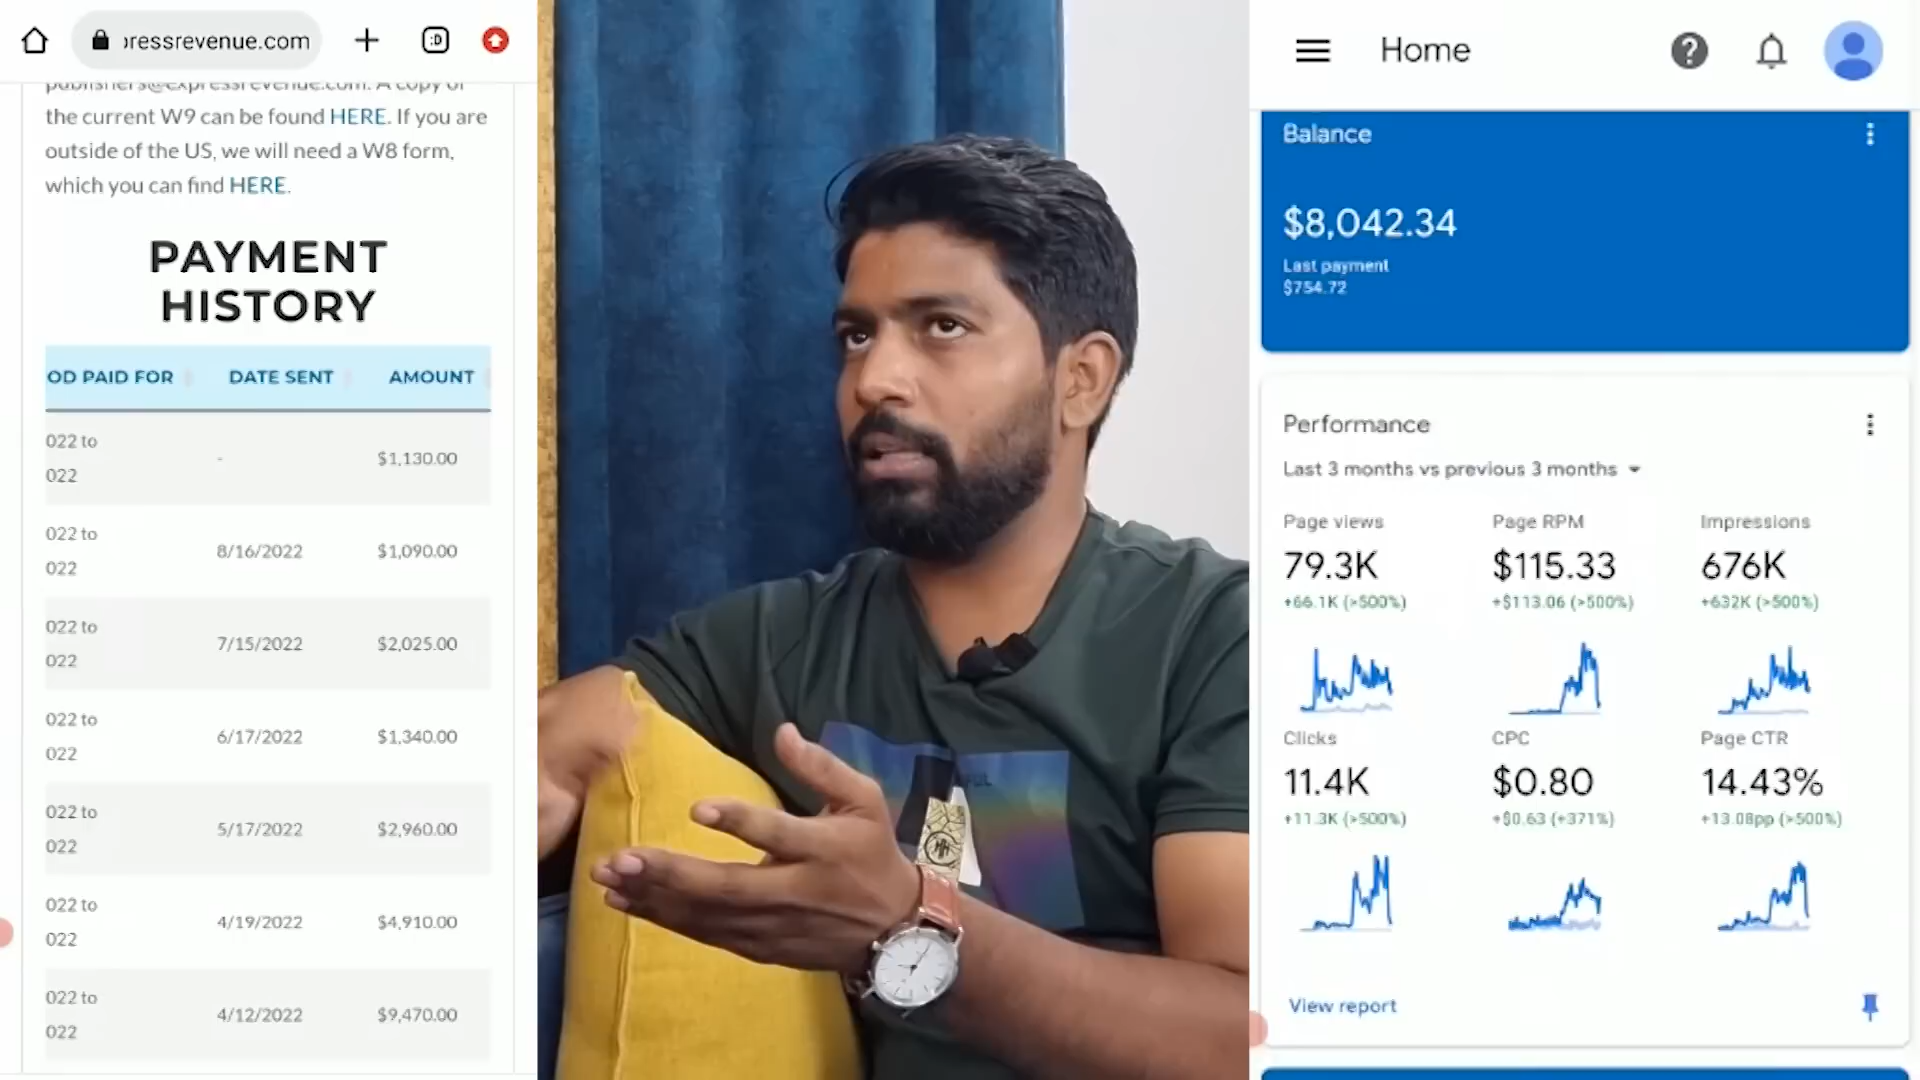 ressrevenue.com
:D
publishers@expressrevenue.com. A copy of
the current W9 can be found HERE. If you are
outside of the US, we will need a W8 form,
which you can find HERE.
PAYMENT
HISTORY
OD PAID FOR DATE SENT AMOUNT
022 to
022
- $1,130.00
022 to
022
8/16/2022 $1,090.00
022 to
022
7/15/2022 $2,025.00
022 to
022
6/17/2022 $1,340.00
022 to
022
5/17/2022 $2,960.00
022 to
022
4/19/2022 $4,910.00
022 to
022
4/12/2022 $9,470.00
Home
Balance
$8,042.34
Last payment
$754.72
Performance
Last 3 months vs previous 3 months
Page views Page RPM Impressions
79.3K $115.33 676K
+66.1K (>500%) +$113.06 (>500%) +632K (>500%)
Clicks CPC Page CTR
11.4K $0.80 14.43%
+11.3K (>500%) +$0.63 (+371%) +13.08pp (>500%)
View report